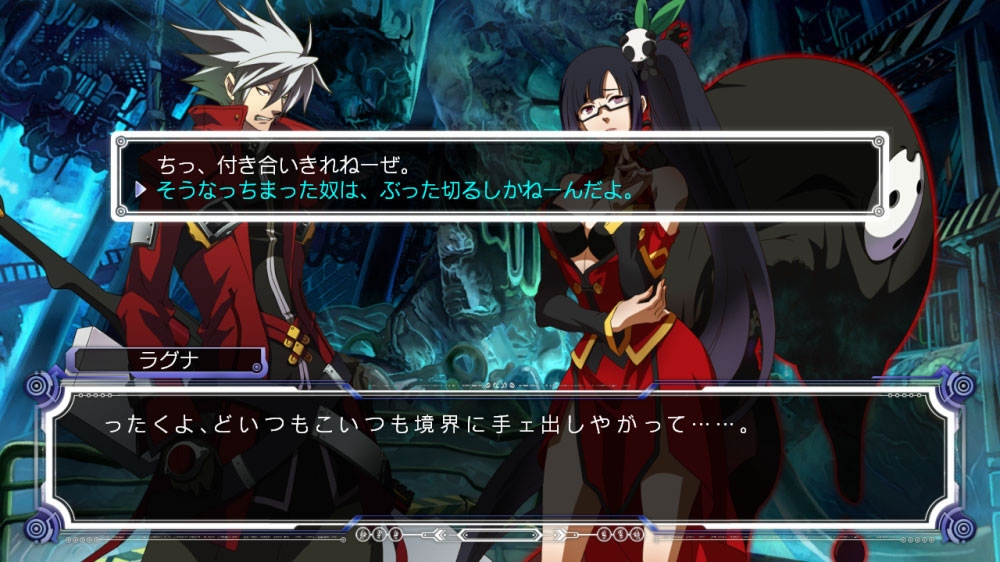 ちっ、付き合いきれねーぜ。
そうなっちまった奴は、ぶった切るしかねーんだよ。
ラグナ
ったくよ、どいつもこいつも境界に手ェ出しやがって……。